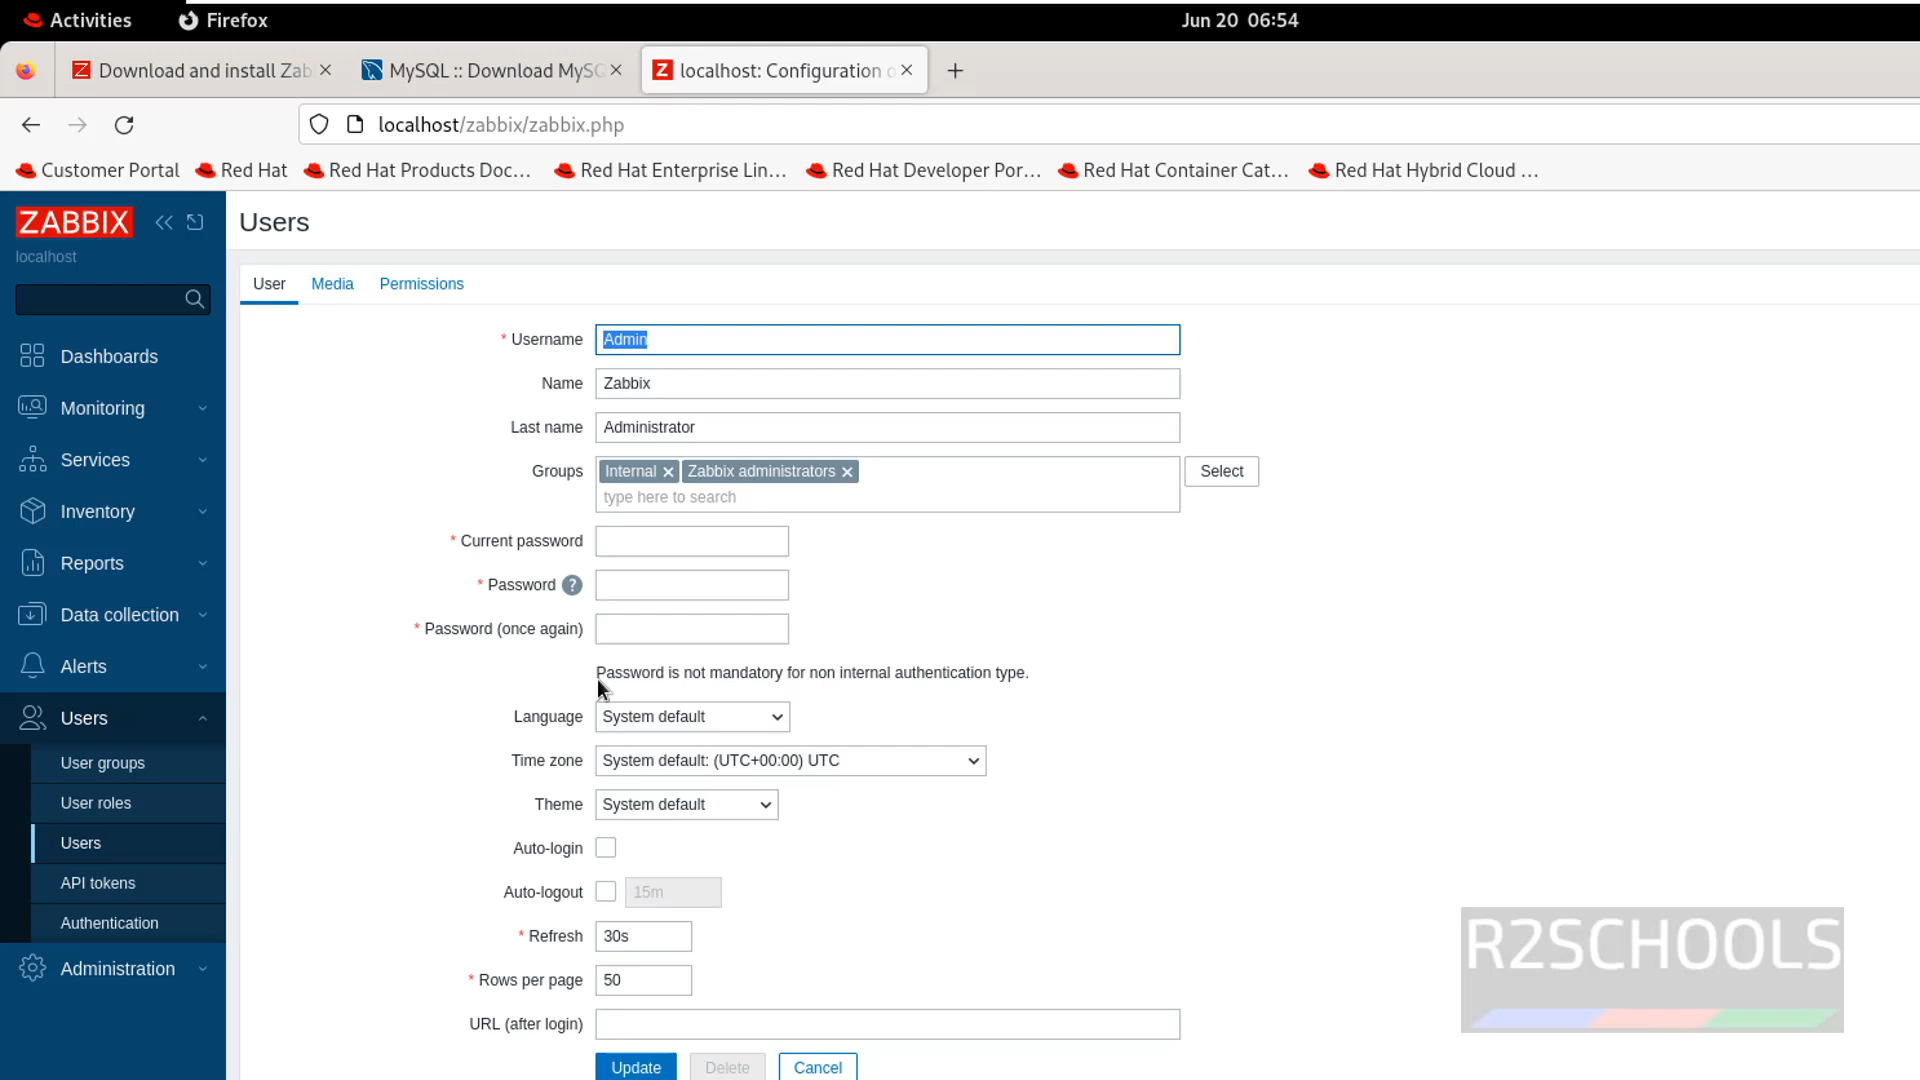 Activities
Firefox
Jun 20 06:54
Download and install Zab
MySQL :: Download MySQ
localhost: Configuration o
localhost/zabbix/zabbix.php
Customer Portal
Red Hat
Red Hat Products Doc...
Red Hat Enterprise Lin...
Red Hat Developer Por...
Red Hat Container Cat...
Red Hat Hybrid Cloud ...
ZABBIX
localhost
Dashboards
Monitoring
Services
Inventory
Reports
Data collection
Alerts
Users
User groups
User roles
Users
API tokens
Authentication
Administration
Users
User Media Permissions
* Username Admin
Name Zabbix
Last name Administrator
Groups Internal Zabbix administrators Select
type here to search
* Current password
* Password ?
* Password (once again)
Password is not mandatory for non internal authentication type.
Language System default
Time zone System default: (UTC+00:00) UTC
Theme System default
Auto-login
Auto-logout 15m
* Refresh 30s
* Rows per page 50
URL (after login)
Update Delete Cancel
R2SCHOOLS